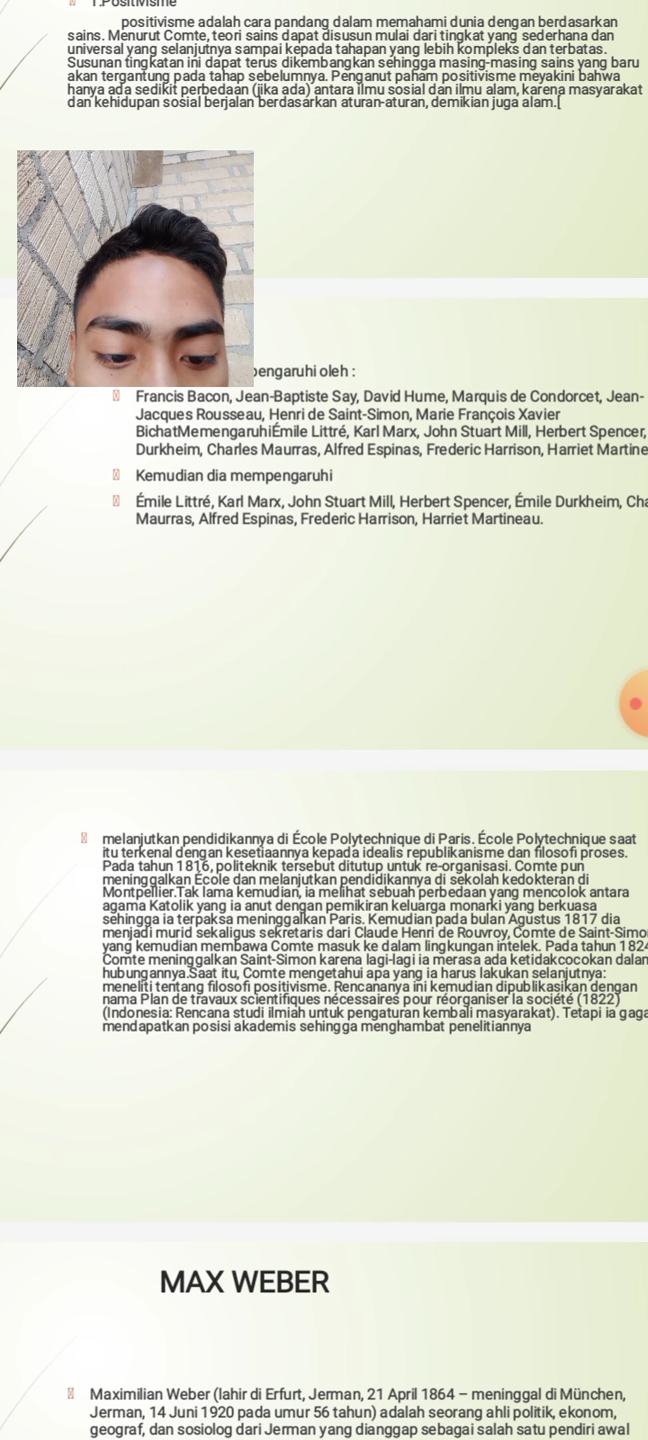 1.Positivisme
positivisme adalah cara pandang dalam memahami dunia dengan berdasarkan
sains. Menurut Comte, teori sains dapat disusun mulai dari tingkat yang sederhana dan
universal yang selanjutnya sampai kepada tahapan yang lebih kompleks dan terbatas.
Susunan tingkatan ini dapat terus dikembangkan sehingga masing-masing sains yang baru
akan tergantung pada tahap sebelumnya. Penganut paham positivisme meyakini bahwa
hanya ada sedikit perbedaan (jika ada) antara ilmu sosial dan ilmu alam, karena masyarakat
dan kehidupan sosial berjalan berdasarkan aturan-aturan, demikian juga alam.[
pengaruhi oleh :
Francis Bacon, Jean-Baptiste Say, David Hume, Marquis de Condorcet, Jean-
Jacques Rousseau, Henri de Saint-Simon, Marie François Xavier
BichatMemengaruhiÉmile Littré, Karl Marx, John Stuart Mill, Herbert Spencer,
Durkheim, Charles Maurras, Alfred Espinas, Frederic Harrison, Harriet Martine
Kemudian dia mempengaruhi
Émile Littré, Karl Marx, John Stuart Mill, Herbert Spencer, Émile Durkheim, Cha
Maurras, Alfred Espinas, Frederic Harrison, Harriet Martineau.
melanjutkan pendidikannya di École Polytechnique di Paris. École Polytechnique saat
itu terkenal dengan kesetiaannya kepada idealis republikanisme dan filosofi proses.
Pada tahun 1816, politeknik tersebut ditutup untuk re-organisasi. Comte pun
meninggalkan École dan melanjutkan pendidikannya di sekolah kedokteran di
Montpellier.Tak lama kemudian, ia melihat sebuah perbedaan yang mencolok antara
agama Katolik yang ia anut dengan pemikiran keluarga monarki yang berkuasa
sehingga ia terpaksa meninggalkan Paris. Kemudian pada bulan Agustus 1817 dia
menjadi murid sekaligus sekretaris dari Claude Henri de Rouvroy, Comte de Saint-Simo
yang kemudian membawa Comte masuk ke dalam lingkungan intelek. Pada tahun 1824
Comte meninggalkan Saint-Simon karena lagi-lagi ia merasa ada ketidakcocokan dalam
hubungannya.Saat itu, Comte mengetahui apa yang ia harus lakukan selanjutnya:
meneliti tentang filosofi positivisme. Rencananya ini kemudian dipublikasikan dengan
nama Plan de travaux scientifiques nécessaires pour réorganiser la société (1822)
(Indonesia: Rencana studi ilmiah untuk pengaturan kembali masyarakat). Tetapi ia gaga
mendapatkan posisi akademis sehingga menghambat penelitiannya
MAX WEBER
Maximilian Weber (lahir di Erfurt, Jerman, 21 April 1864 – meninggal di München,
Jerman, 14 Juni 1920 pada umur 56 tahun) adalah seorang ahli politik, ekonom,
geograf, dan sosiolog dari Jerman yang dianggap sebagai salah satu pendiri awal